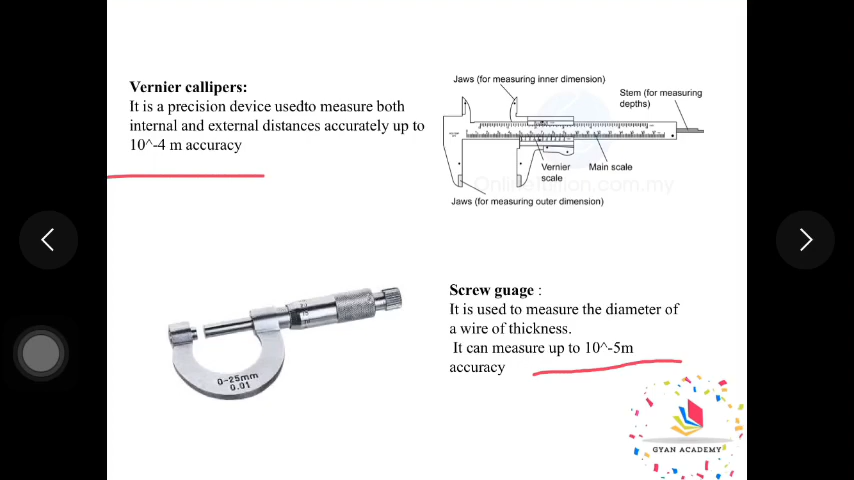 Vernier callipers:
It is a precision device usedto measure both
internal and external distances accurately up to
10^-4 m accuracy
Jaws (for measuring inner dimension)
Stem (for measuring
depths)
Vernier
scale
Main scale
OnlineTuition.com.my
Jaws (for measuring outer dimension)
0-25mm
0.01
Screw guage :
It is used to measure the diameter of
a wire of thickness.
It can measure up to 10^-5m
accuracy
GYAN ACADEMY